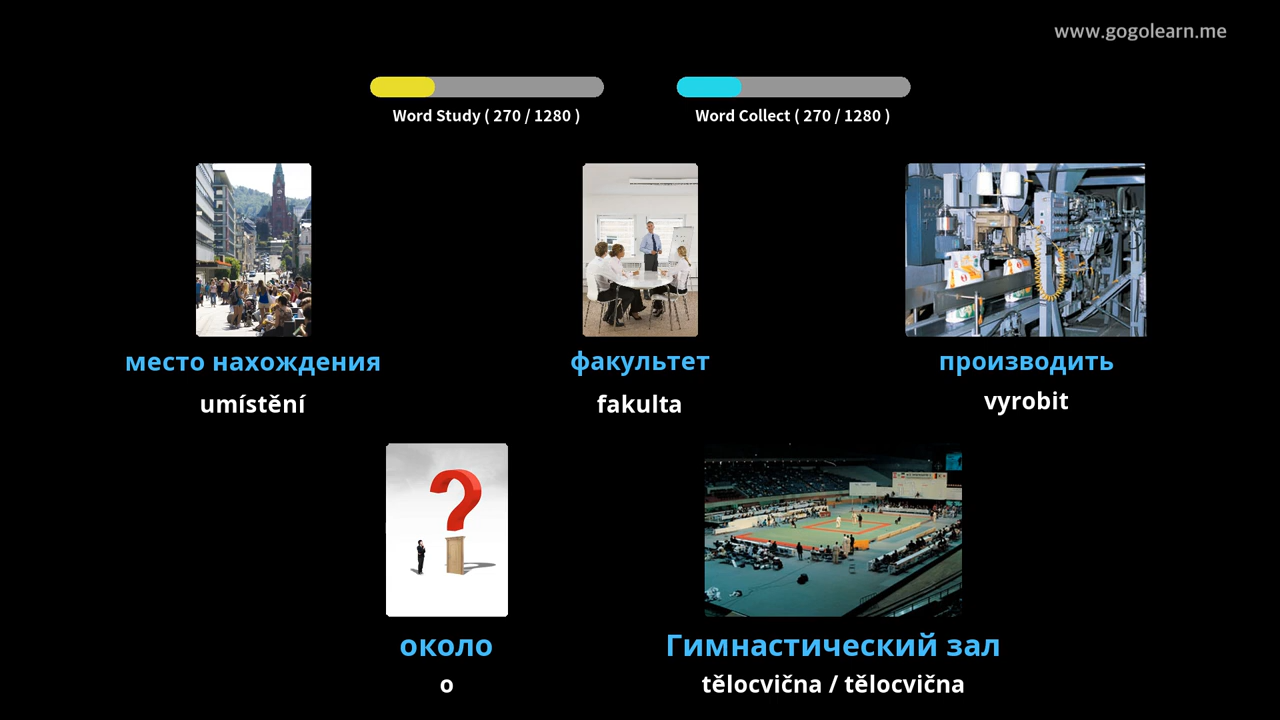 www.gogolearn.me
Word Study ( 270 / 1280 )
Word Collect ( 270 / 1280 )
место нахождения
umístění
факультет
fakulta
производить
vyrobit
около
o
Гимнастический зал
tělocvična / tělocvična